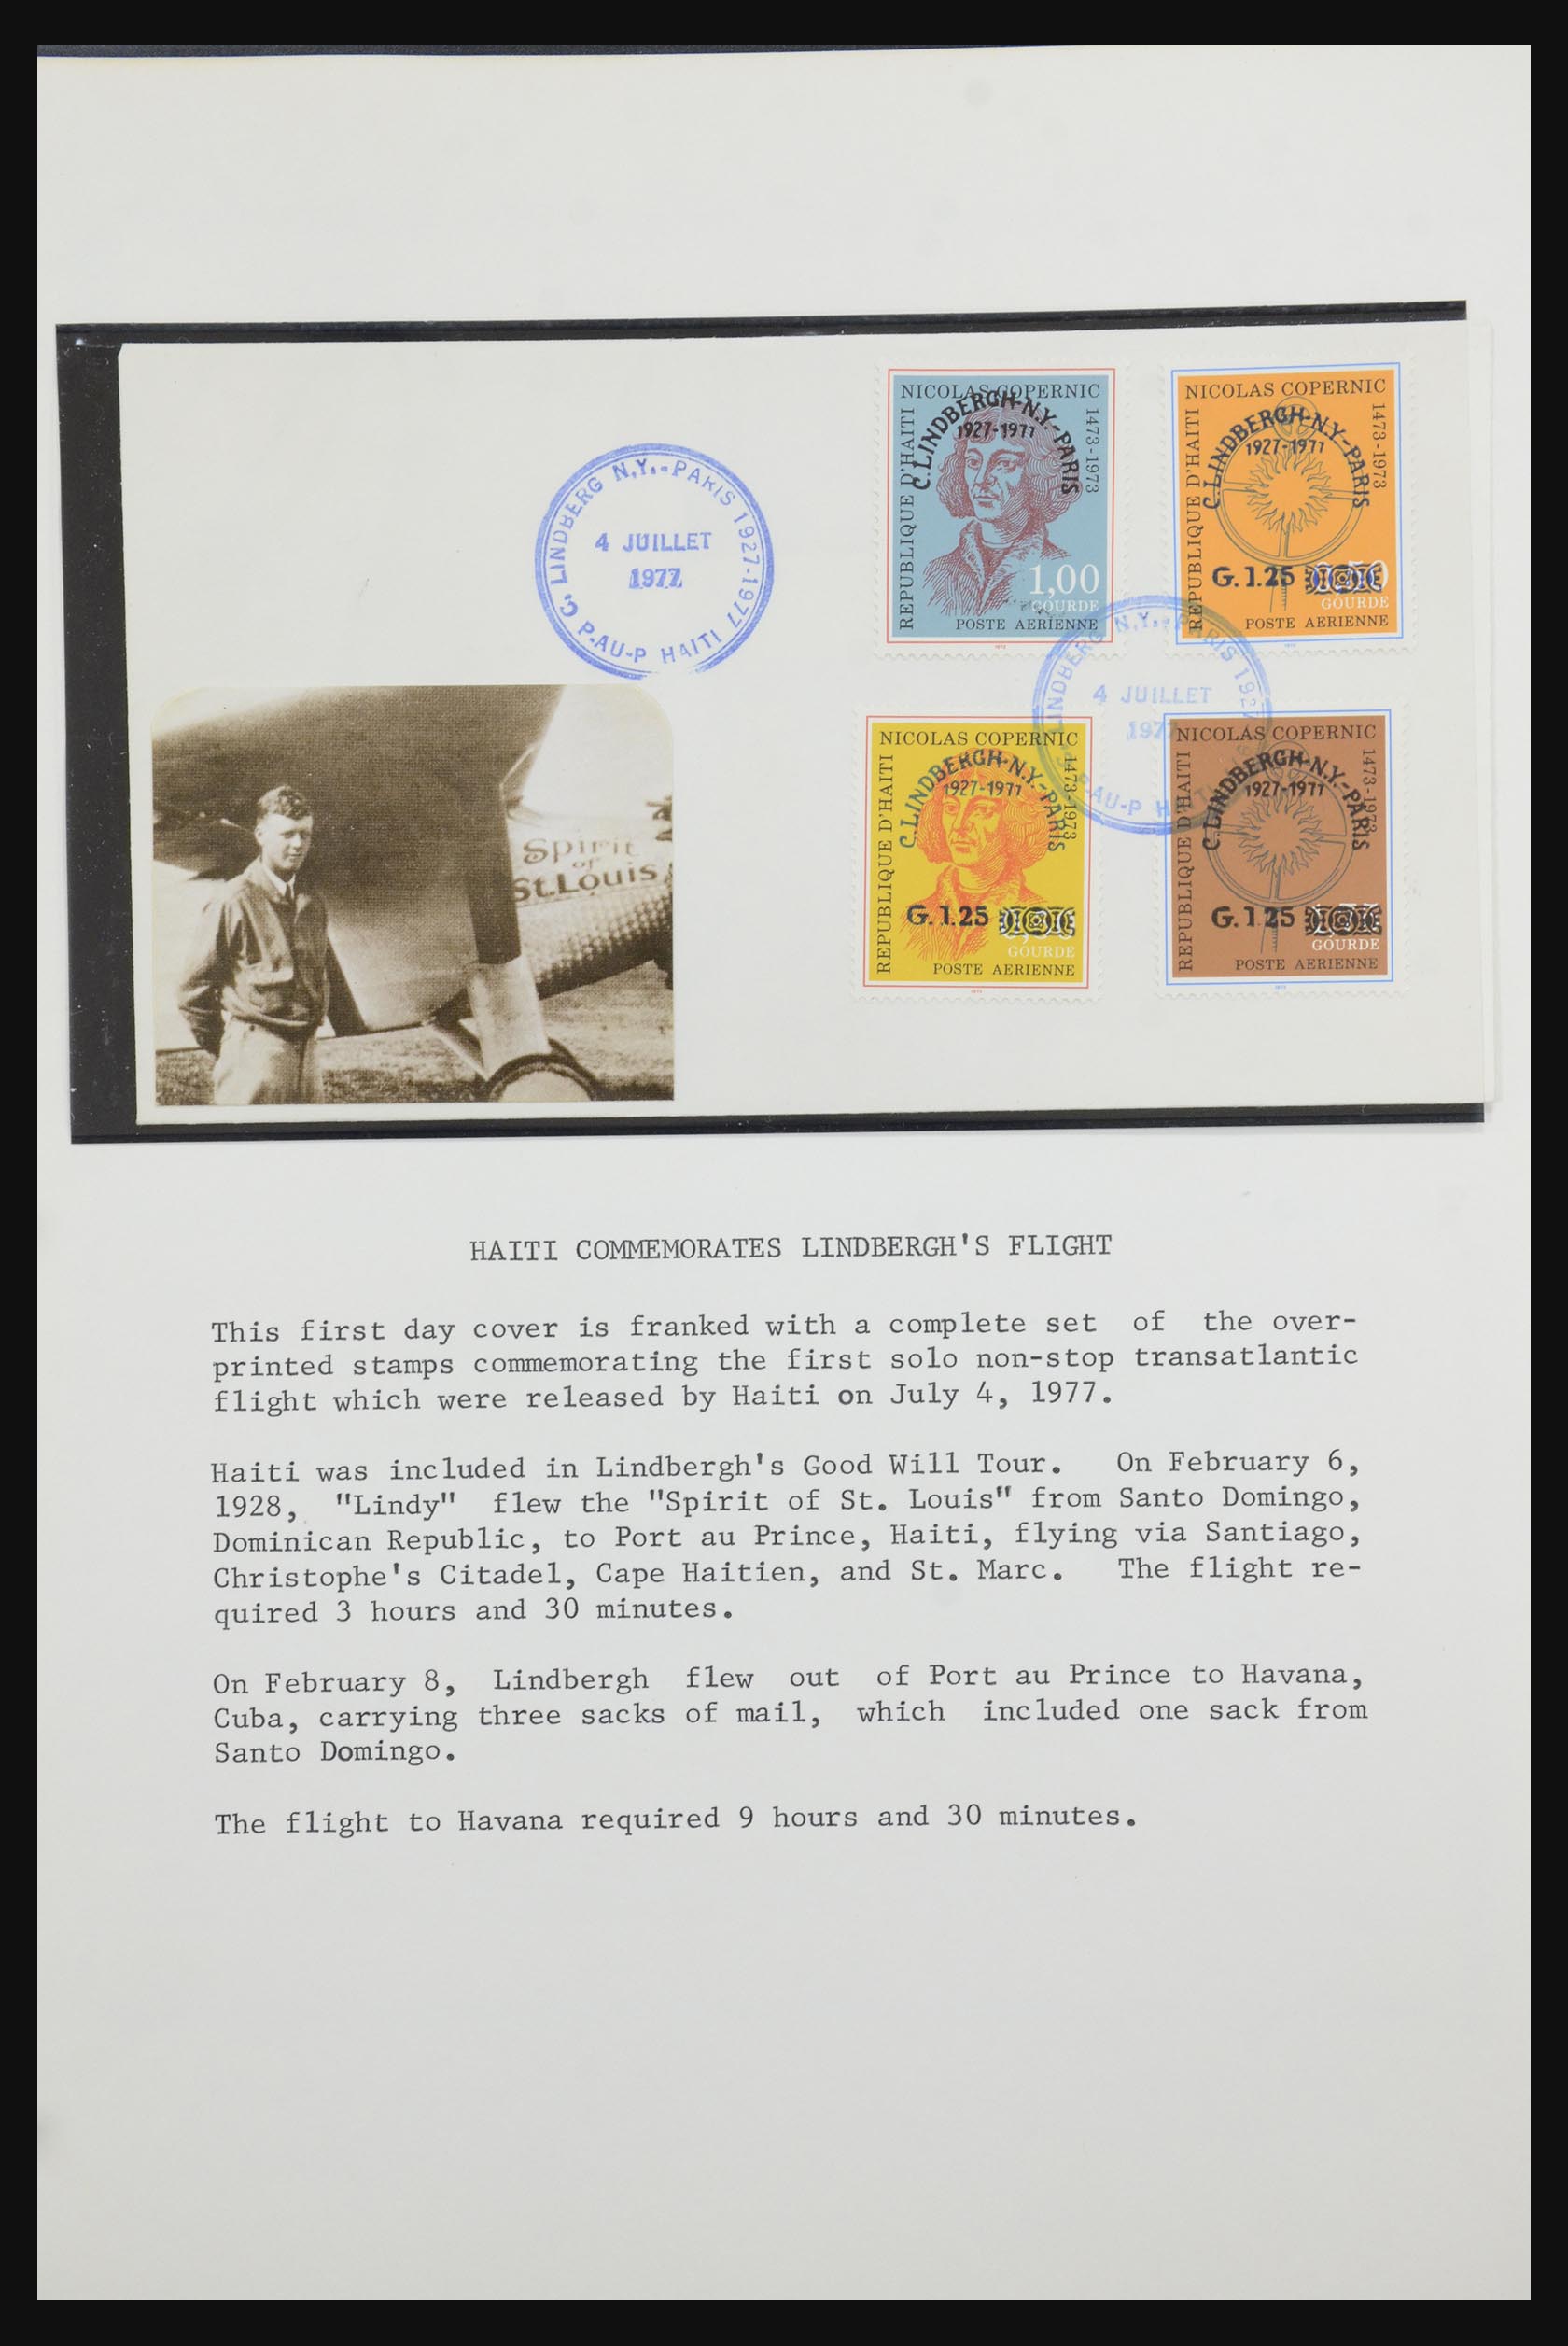 LINDBERG N.Y.-PARIS 1927-1977
4 JUILLET
1977
P.AU-P HAITI
NICOLAS COPERNIC
REPUBLIQUE D'HAITI
1473-1973
C.LINDBERGH-N.Y.-PARIS
1927-1977
1,00
GOURDE
POSTE AERIENNE
NICOLAS COPERNIC
REPUBLIQUE D'HAITI
1473-1973
C.LINDBERGH-N.Y.-PARIS
1927-1977
G.1.25
GOURDE
POSTE AERIENNE
LINDBERG N.Y.-PARIS 192
4 JUILLET
1977
P.AU-P HAITI
NICOLAS COPERNIC
REPUBLIQUE D'HAITI
1473-1973
C.LINDBERGH-N.Y.-PARIS
1927-1977
G.1.25
GOURDE
POSTE AERIENNE
NICOLAS COPERNIC
REPUBLIQUE D'HAITI
1473-1973
C.LINDBERGH-N.Y.-PARIS
1927-1977
G.1.25
GOURDE
POSTE AERIENNE
Spirit
of
St.Louis
HAITI COMMEMORATES LINDBERGH'S FLIGHT
This first day cover is franked with a complete set of the over-
printed stamps commemorating the first solo non-stop transatlantic
flight which were released by Haiti on July 4, 1977.
Haiti was included in Lindbergh's Good Will Tour. On February 6,
1928, "Lindy" flew the "Spirit of St. Louis" from Santo Domingo,
Dominican Republic, to Port au Prince, Haiti, flying via Santiago,
Christophe's Citadel, Cape Haitien, and St. Marc. The flight re-
quired 3 hours and 30 minutes.
On February 8, Lindbergh flew out of Port au Prince to Havana,
Cuba, carrying three sacks of mail, which included one sack from
Santo Domingo.
The flight to Havana required 9 hours and 30 minutes.